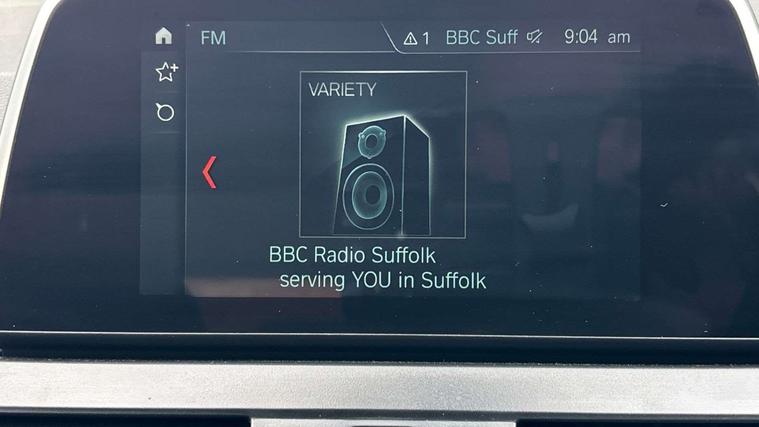 FM
1 BBC Suff 9:04 am
VARIETY
BBC Radio Suffolk
serving YOU in Suffolk